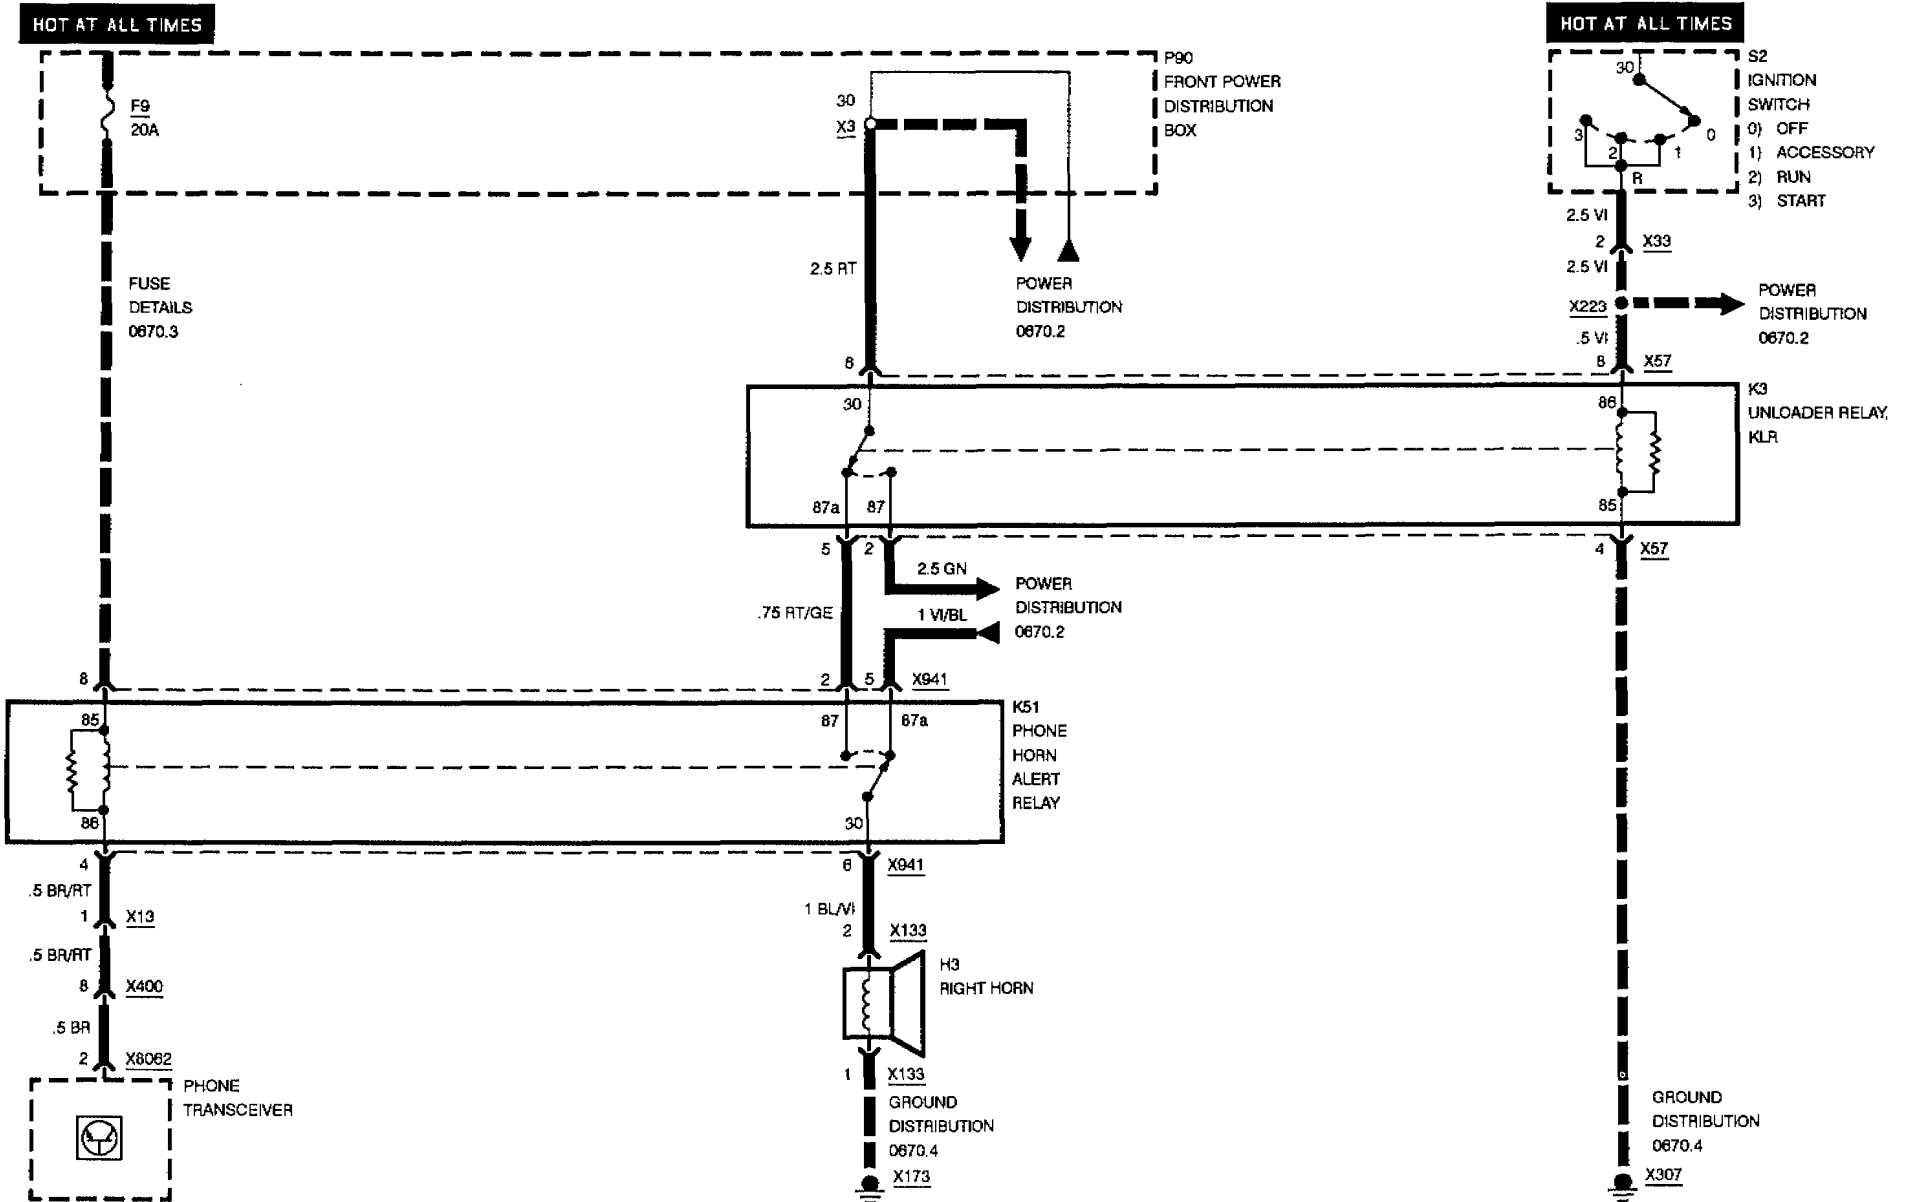 HOT AT ALL TIMES
HOT AT ALL TIMES
F9
20A
30
X3
P90
FRONT POWER
DISTRIBUTION
BOX
30
3
2
1
0
R
S2
IGNITION
SWITCH
0) OFF
1) ACCESSORY
2) RUN
3) START
2.5 VI
2
X33
2.5 VI
X223
.5 VI
8
X57
POWER
DISTRIBUTION
0670.2
FUSE
DETAILS
0670.3
2.5 RT
POWER
DISTRIBUTION
0670.2
6
30
87a
87
86
85
K3
UNLOADER RELAY,
KLR
5
2
4
X57
2.5 GN
1 VI/BL
.75 RT/GE
POWER
DISTRIBUTION
0670.2
8
2
5
X941
85
86
87
87a
30
K51
PHONE
HORN
ALERT
RELAY
4
.5 BR/RT
1
X13
.5 BR/RT
8
X400
.5 BR
2
X8062
PHONE
TRANSCEIVER
6
X941
1 BL/VI
2
X133
H3
RIGHT HORN
1
X133
GROUND
DISTRIBUTION
0670.4
X173
GROUND
DISTRIBUTION
0670.4
X307